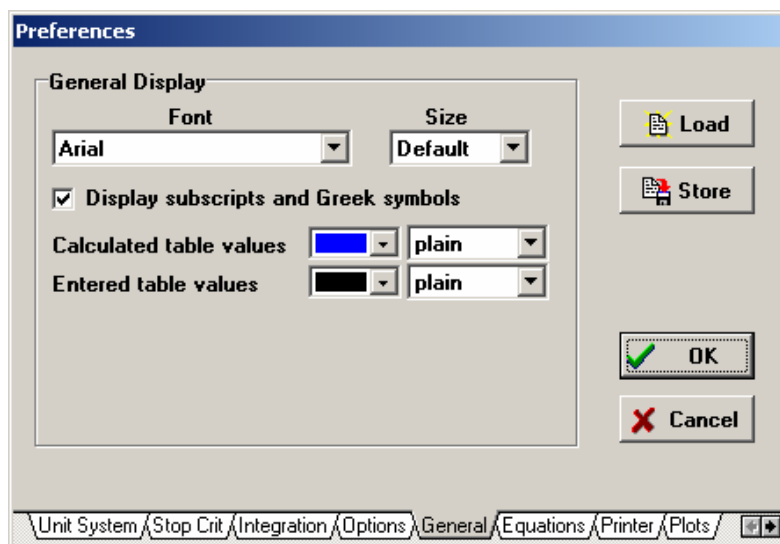 Preferences
General Display
Font Size
Arial Default
Load
Display subscripts and Greek symbols
Store
Calculated table values plain
Entered table values plain
OK
Cancel
Unit System Stop Crit Integration Options General Equations Printer Plots